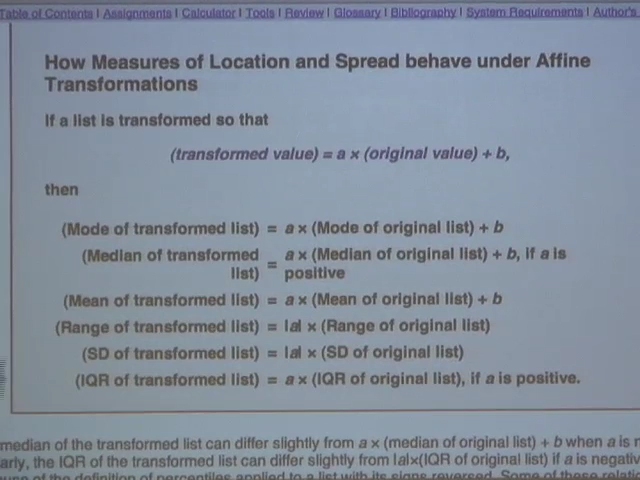 Table of Contents | Assignments | Calculator | Tools | Review | Glossary | Bibliography | System Requirements | Author's
How Measures of Location and Spread behave under Affine
Transformations
If a list is transformed so that
(transformed value) = a × (original value) + b,
then
(Mode of transformed list) = a × (Mode of original list) + b
(Median of transformed list) = a × (Median of original list) + b, if a is
positive
(Mean of transformed list) = a × (Mean of original list) + b
(Range of transformed list) = |a| × (Range of original list)
(SD of transformed list) = |a| × (SD of original list)
(IQR of transformed list) = a × (IQR of original list), if a is positive.
median of the transformed list can differ slightly from a × (median of original list) + b when a is
the IQR of the transformed list can differ slightly from |a|×(IQR of original list) if a is
of the definition of percentiles applied to a list with its signs reversed. Some of these